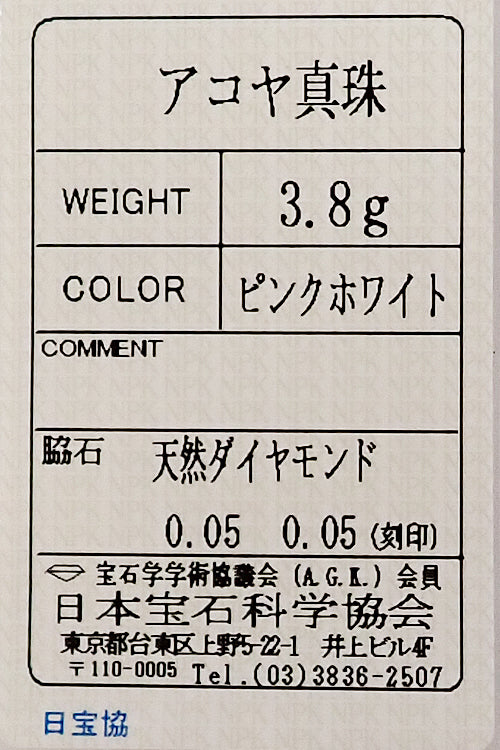 アコヤ真珠
WEIGHT 3.8g
COLOR ピンクホワイト
COMMENT
脇石 天然ダイヤモンド
0.05 0.05 (刻印)
宝石学学術協議会 (A.G.K.) 会員
日本宝石科学協会
東京都台東区上野5-22-1 井上ビル4F
〒110-0005 Tel.(03)3836-2507
日宝協